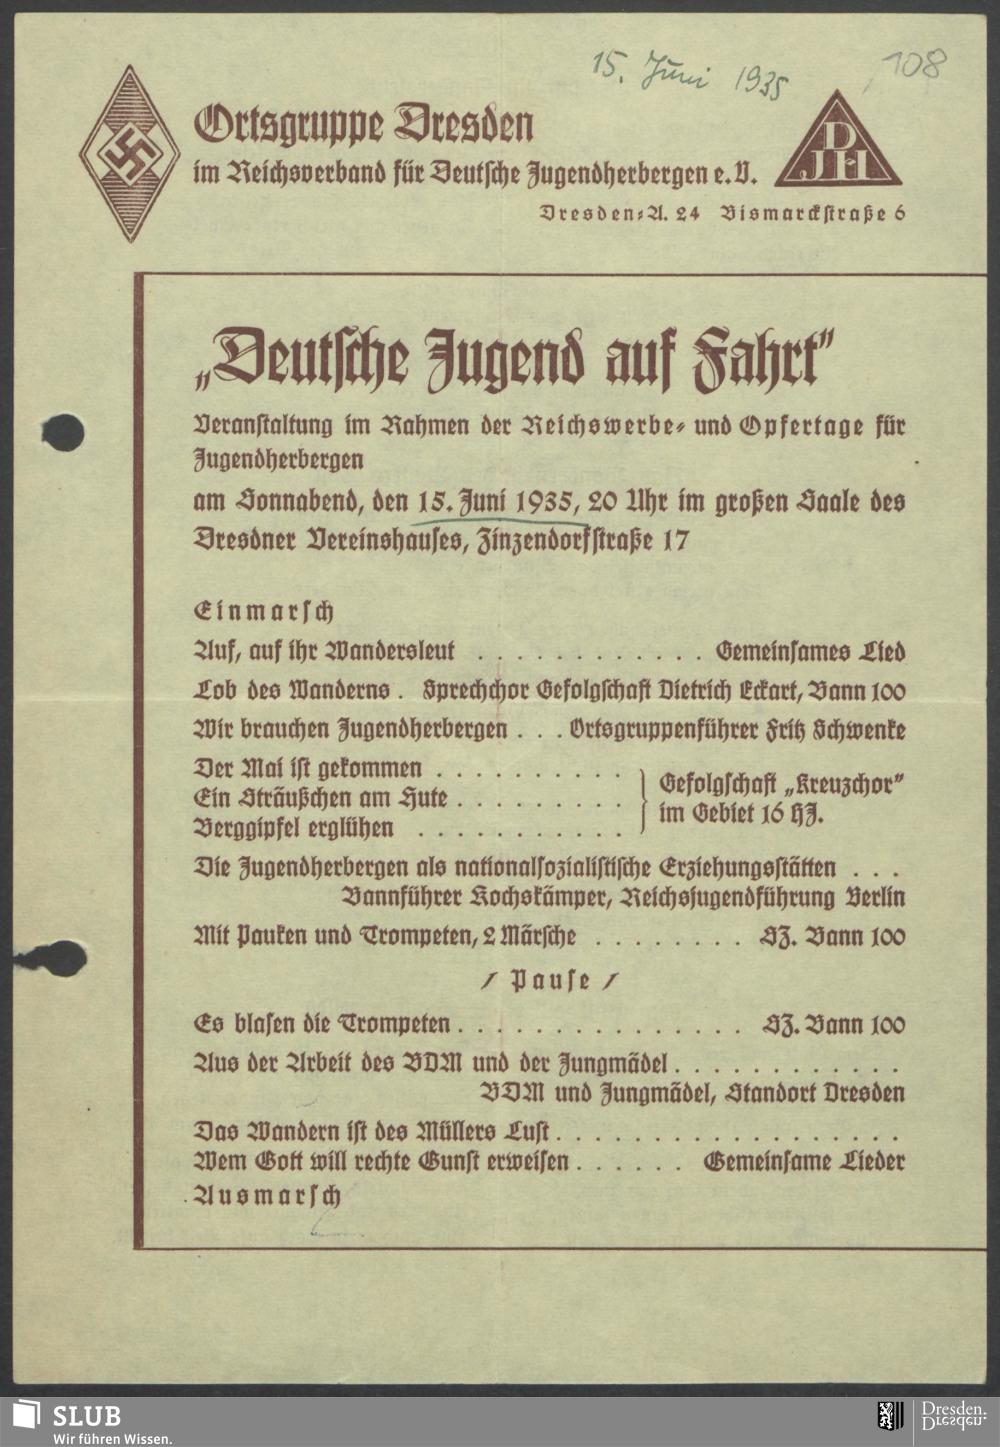 15. Juni 1935
108
Ortsgruppe Dresden
im Reichsverband für Deutsche Jugendherbergen e. V.
DJH
Dresden-A. 24 Bismarckstraße 6
„Deutsche Jugend auf Fahrt“
Veranstaltung im Rahmen der Reichswerbe- und Opfertage für
Jugendherbergen
am Sonnabend, den 15. Juni 1935, 20 Uhr im großen Saale des
Dresdner Vereinshauses, Zinzendorfstraße 17
Einmarsch
Auf, auf ihr Wandersleut . . . . . . . . . . . . Gemeinsames Lied
Lob des Wanderns . Sprechchor Gefolgschaft Dietrich Eckart, Bann 100
Wir brauchen Jugendherbergen . . . Ortsgruppenführer Fritz Schwenke
Der Mai ist gekommen . . . . . . . . . .
Ein Sträußchen am Hute . . . . . . . . .
Berggipfel erglühen . . . . . . . . . . .
Gefolgschaft „Kreuzchor“
im Gebiet 16 HJ.
Die Jugendherbergen als nationalsozialistische Erziehungsstätten . . .
Bannführer Kochskämper, Reichsjugendführung Berlin
Mit Pauken und Trompeten, 2 Märsche . . . . . . . . SZ. Bann 100
/ Pause /
Es blasen die Trompeten . . . . . . . . . . . . . . . SZ. Bann 100
Aus der Arbeit des BDM und der Jungmädel . . . . . . . . . . . .
BDM und Jungmädel, Standort Dresden
Das Wandern ist des Müllers Lust . . . . . . . . . . . . . . . . . .
Wem Gott will rechte Gunst erweisen . . . . . . Gemeinsame Lieder
Ausmarsch
SLUB
Wir führen Wissen.
Dresden.
Dresden.